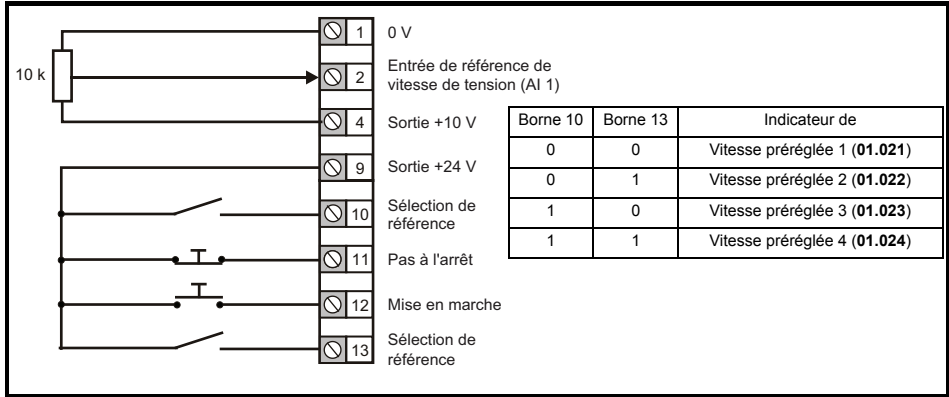 1 0 V
10 k
2 Entrée de référence de
vitesse de tension (AI 1)
4 Sortie +10 V
9 Sortie +24 V
10 Sélection de
référence
11 Pas à l'arrêt
12 Mise en marche
13 Sélection de
référence
Borne 10 Borne 13 Indicateur de
0 0 Vitesse préréglée 1 (01.021)
0 1 Vitesse préréglée 2 (01.022)
1 0 Vitesse préréglée 3 (01.023)
1 1 Vitesse préréglée 4 (01.024)